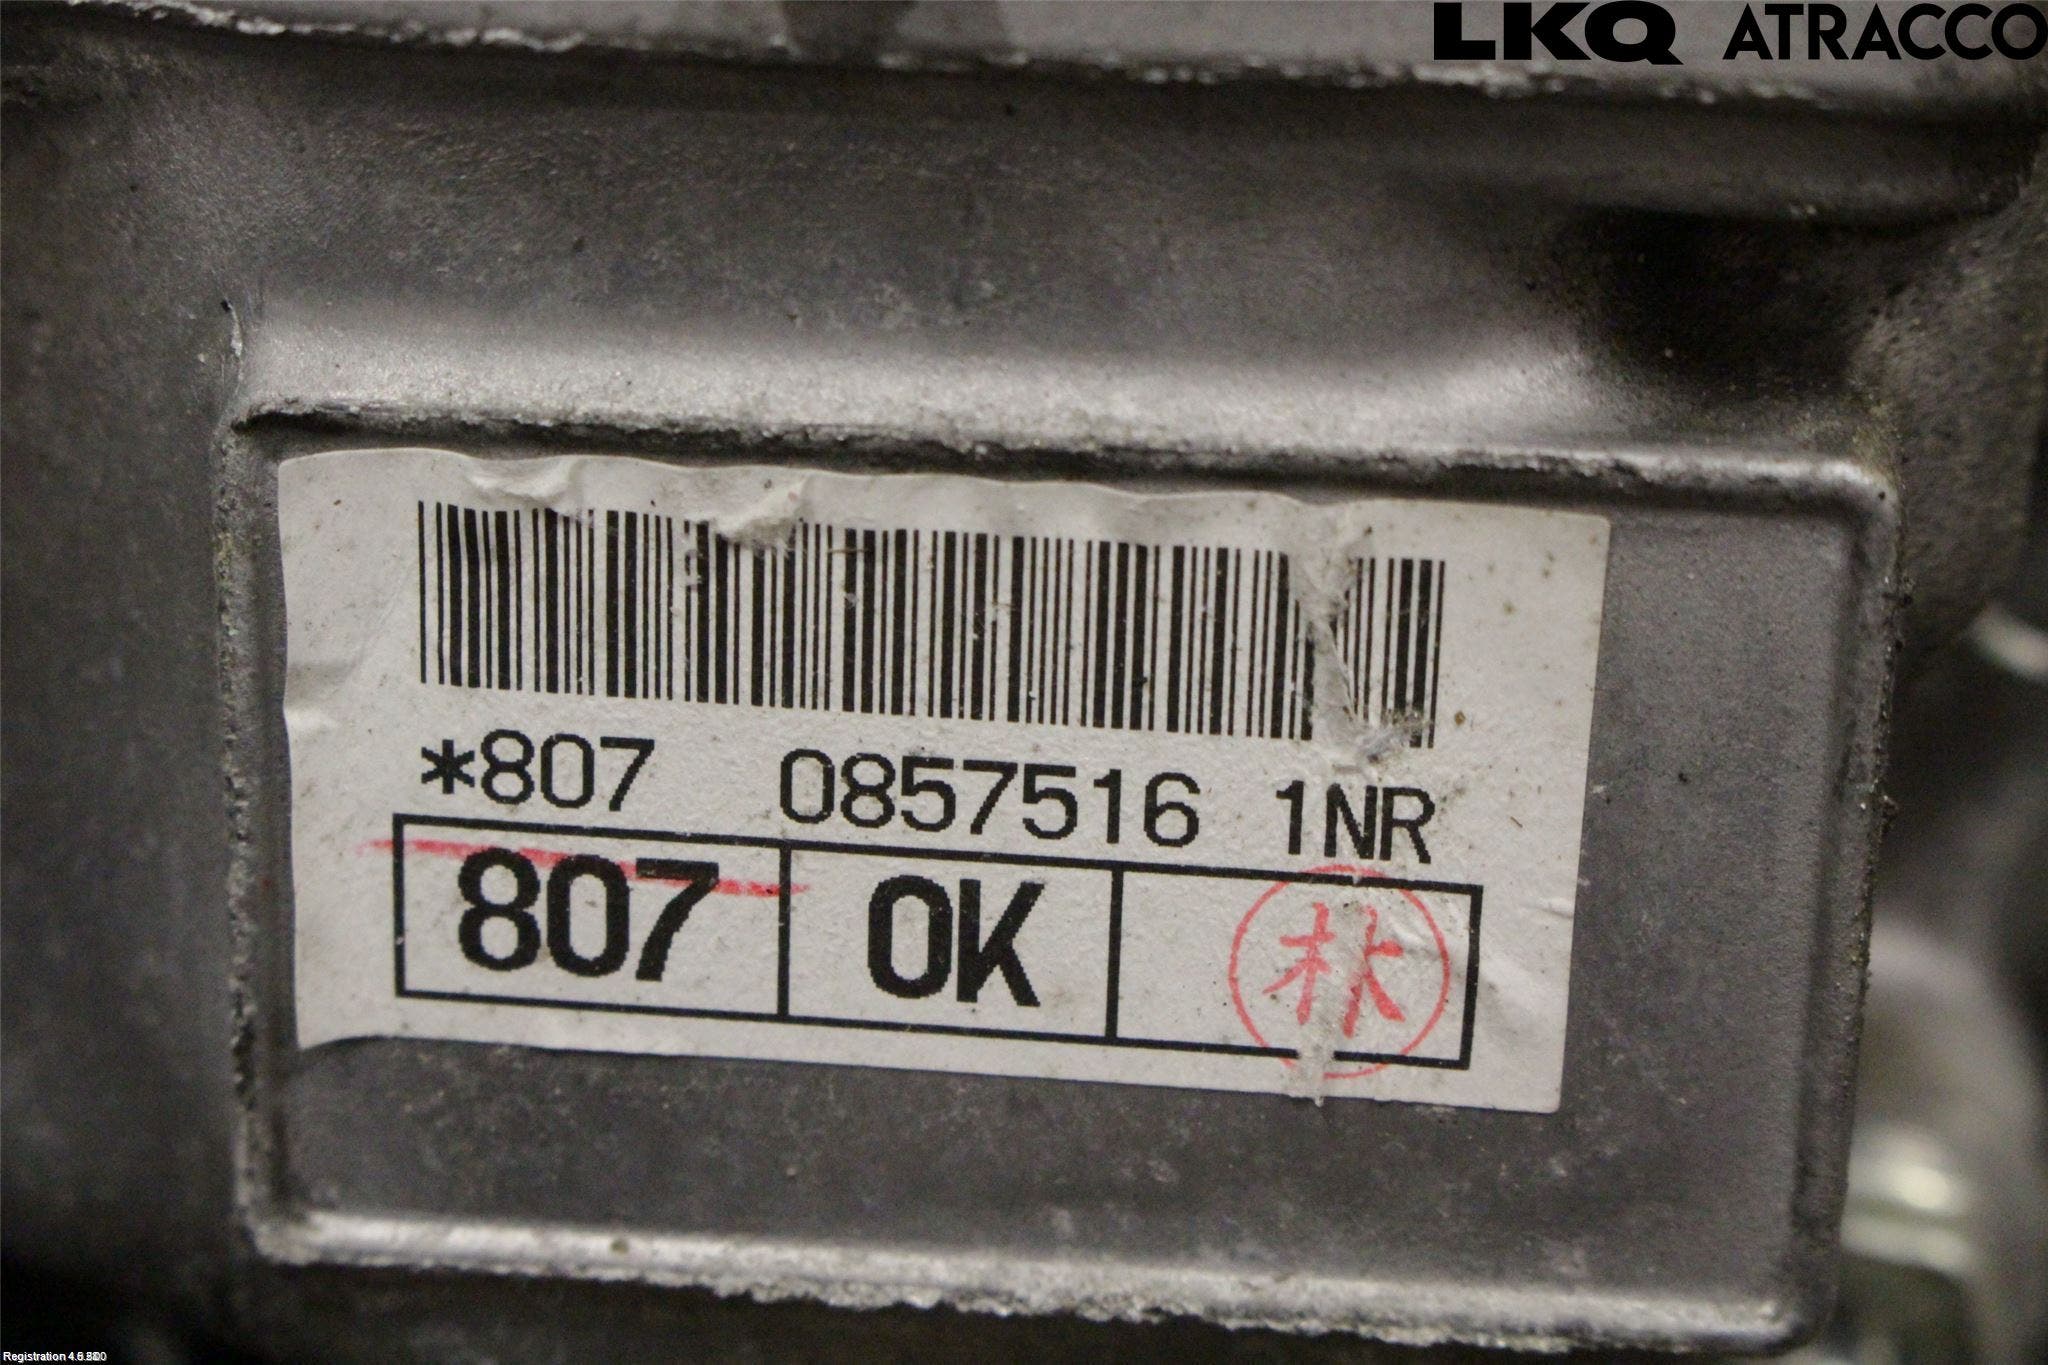 LKQ ATRACCO
*807 0857516 1NR
807 OK 林